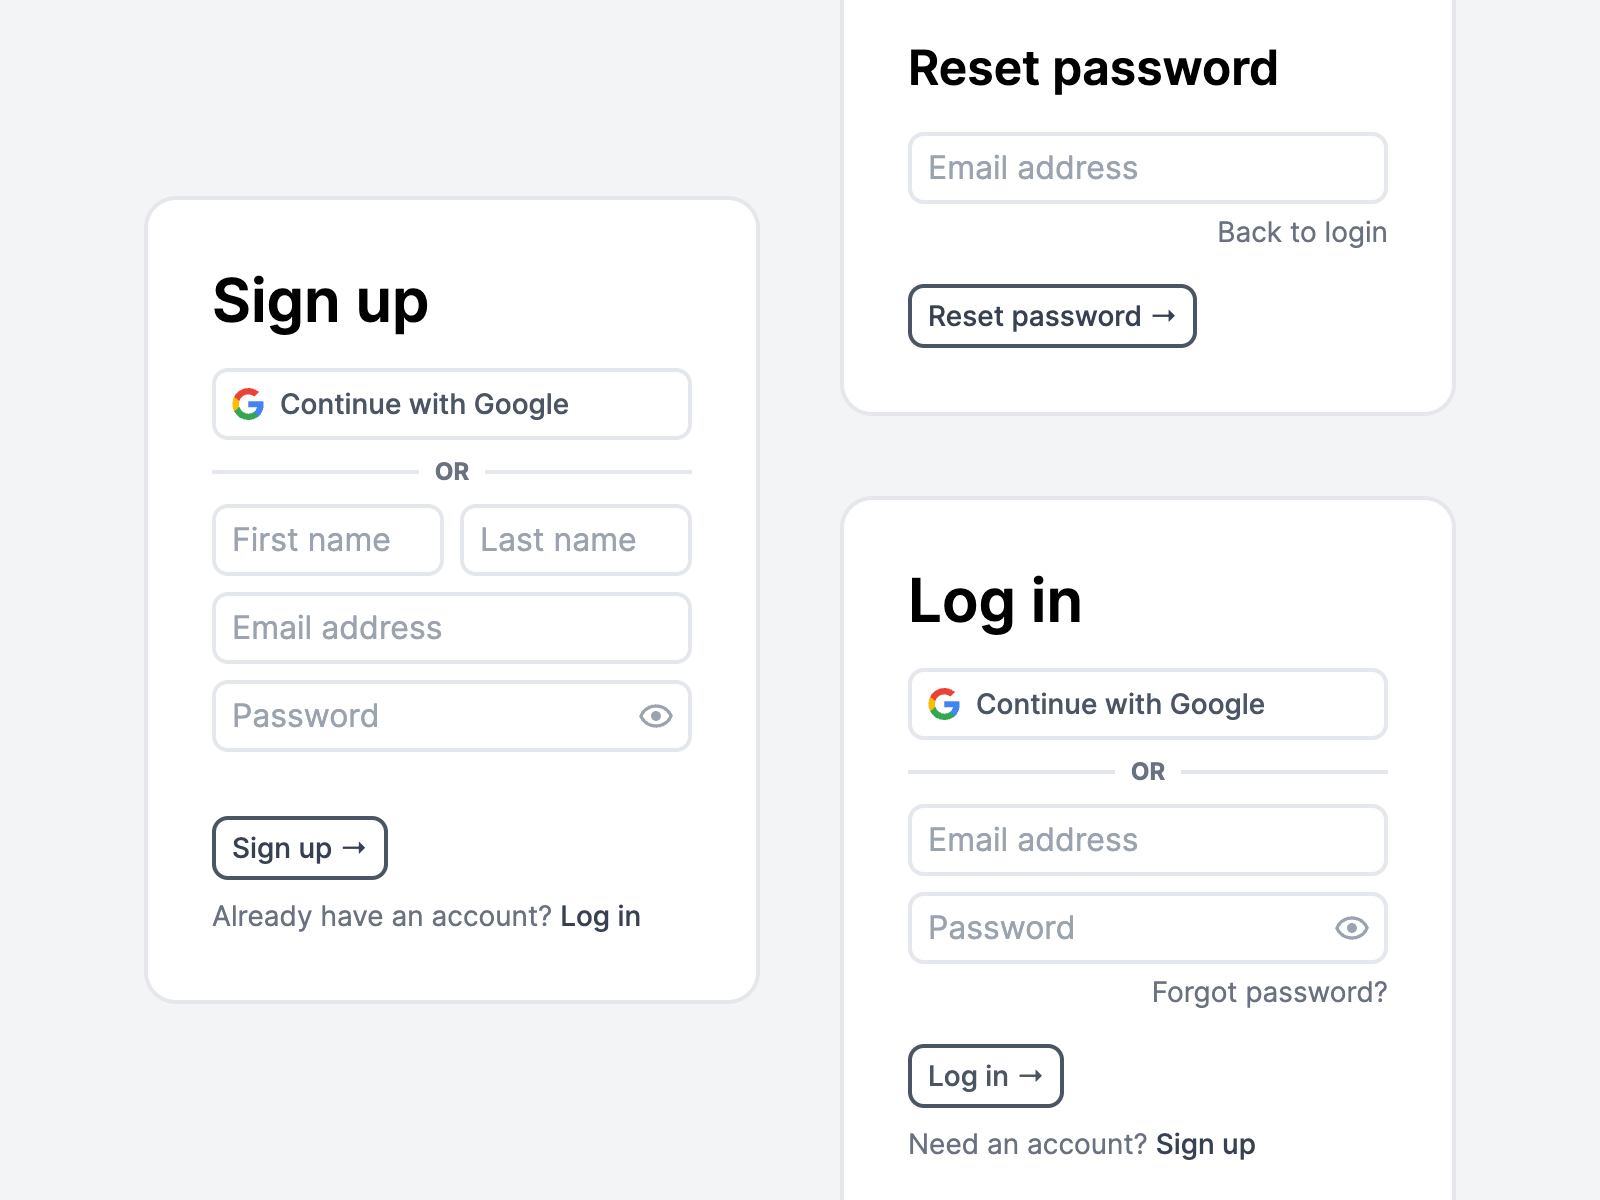 Sign up
Continue with Google
OR
First name
Last name
Email address
Password
Sign up →
Already have an account? Log in
Reset password
Email address
Back to login
Reset password →
Log in
Continue with Google
OR
Email address
Password
Forgot password?
Log in →
Need an account? Sign up